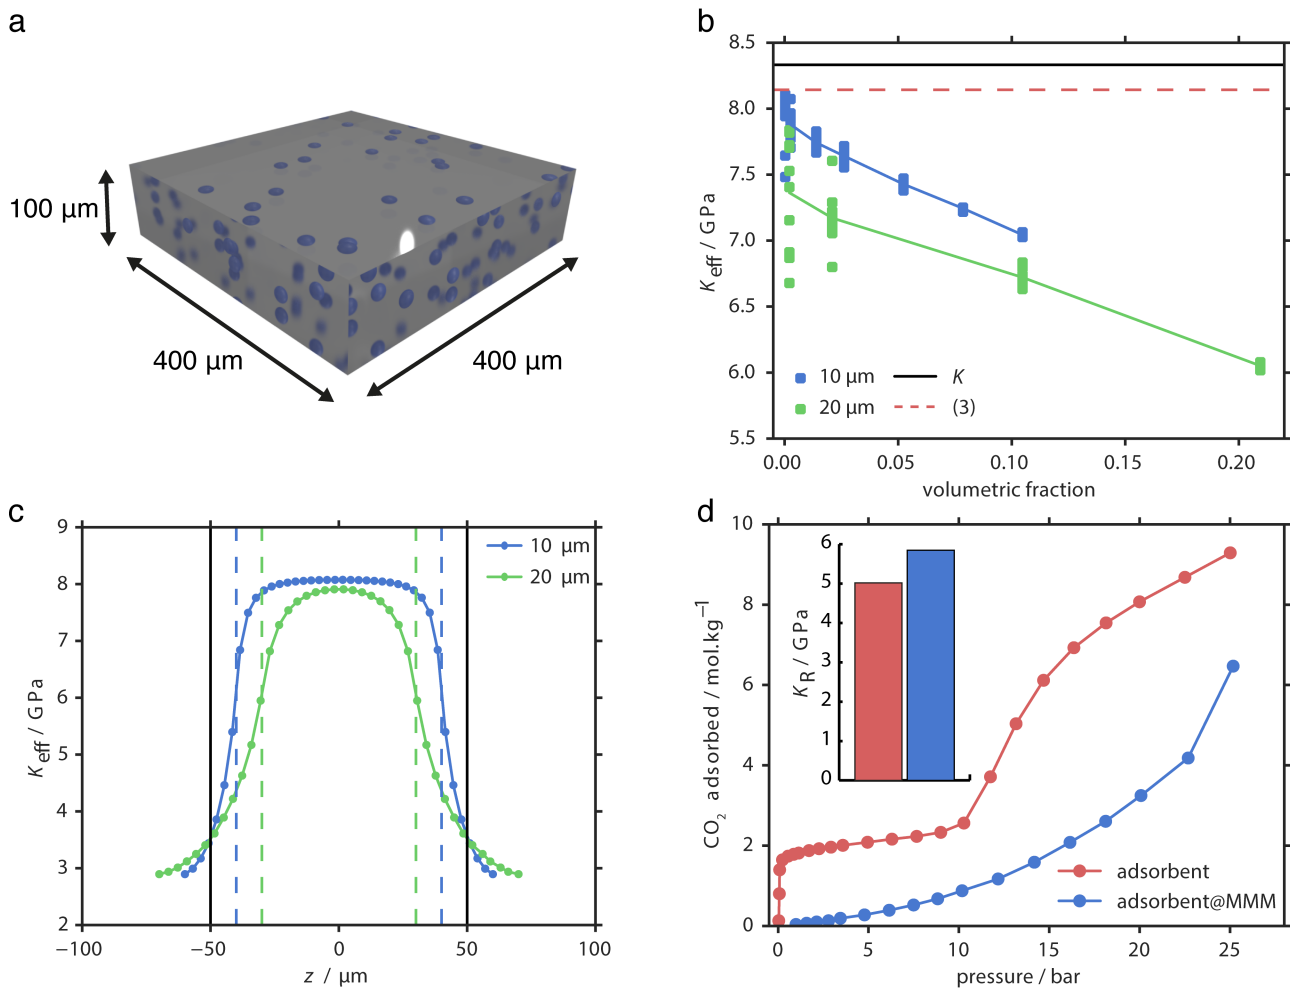 a
100 μm
400 μm
400 μm
b
8.5
8.0
7.5
7.0
6.5
6.0
5.5
Keff / GPa
10 μm
K
20 μm
(3)
0.00
0.05
0.10
0.15
0.20
volumetric fraction
c
9
8
7
6
5
4
3
2
Keff / GPa
10 μm
20 μm
−100
−50
0
50
100
z / μm
d
10
8
6
4
2
0
CO2 adsorbed / mol.kg−1
6
5
4
3
2
1
0
KR / GPa
adsorbent
adsorbent@MMM
0
5
10
15
20
25
pressure / bar